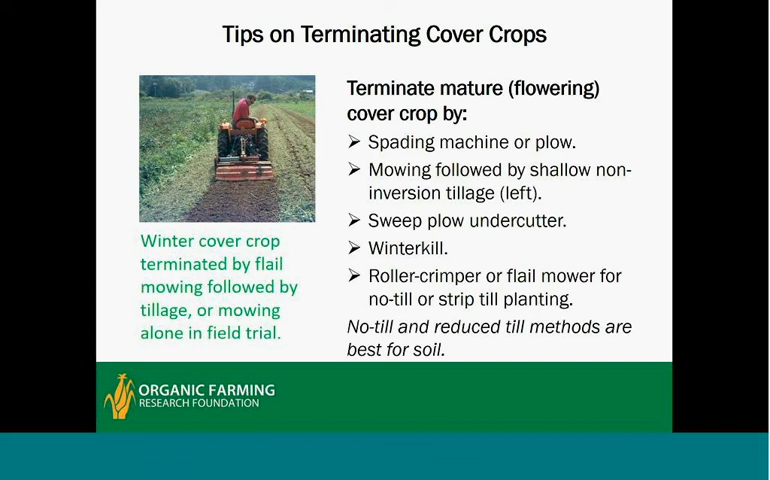 Tips on Terminating Cover Crops
Winter cover crop
terminated by flail
mowing followed by
tillage, or mowing
alone in field trial.
Terminate mature (flowering)
cover crop by:
➢ Spading machine or plow.
➢ Mowing followed by shallow non-
inversion tillage (left).
➢ Sweep plow undercutter.
➢ Winterkill.
➢ Roller-crimper or flail mower for
no-till or strip till planting.
No-till and reduced till methods are
best for soil.
ORGANIC FARMING
RESEARCH FOUNDATION